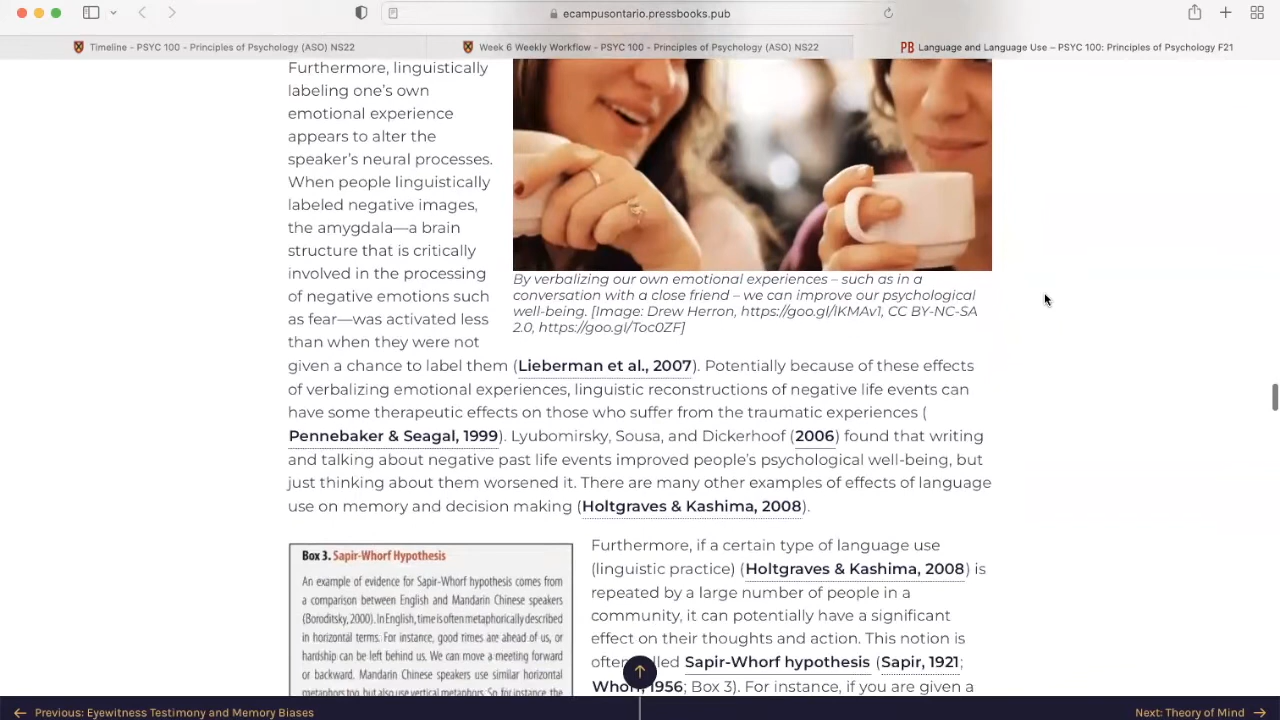 ecampusontario.pressbooks.pub
Timeline - PSYC 100 - Principles of Psychology (ASO) NS22
Week 6 Weekly Workflow - PSYC 100 - Principles of Psychology (ASO) NS22
PB Language and Language Use – PSYC 100: Principles of Psychology F21
Furthermore, linguistically
labeling one's own
emotional experience
appears to alter the
speaker's neural processes.
When people linguistically
labeled negative images,
the amygdala—a brain
structure that is critically
involved in the processing
of negative emotions such
as fear—was activated less
than when they were not
By verbalizing our own emotional experiences – such as in a
conversation with a close friend – we can improve our psychological
well-being. [Image: Drew Herron, https://goo.gl/lKMAv1, CC BY-NC-SA
2.0, https://goo.gl/Toc0ZF]
given a chance to label them (Lieberman et al., 2007). Potentially because of these effects
of verbalizing emotional experiences, linguistic reconstructions of negative life events can
have some therapeutic effects on those who suffer from the traumatic experiences (
Pennebaker & Seagal, 1999). Lyubomirsky, Sousa, and Dickerhoof (2006) found that writing
and talking about negative past life events improved people's psychological well-being, but
just thinking about them worsened it. There are many other examples of effects of language
use on memory and decision making (Holtgraves & Kashima, 2008).
Box 3. Sapir-Whorf Hypothesis
An example of evidence for Sapir-Whorf hypothesis comes from
a comparison between English and Mandarin Chinese speakers
(Boroditsky, 2000). In English, time is often metaphorically described
in horizontal terms. For instance, good times are ahead of us, or
hardship can be left behind us. We can move a meeting forward
or backward. Mandarin Chinese speakers use similar horizontal
metaphors too, but also use vertical metaphors. So for instance, the
Furthermore, if a certain type of language use
(linguistic practice) (Holtgraves & Kashima, 2008) is
repeated by a large number of people in a
community, it can potentially have a significant
effect on their thoughts and action. This notion is
often called Sapir-Whorf hypothesis (Sapir, 1921;
Whorf, 1956; Box 3). For instance, if you are given a
Previous: Eyewitness Testimony and Memory Biases
Next: Theory of Mind